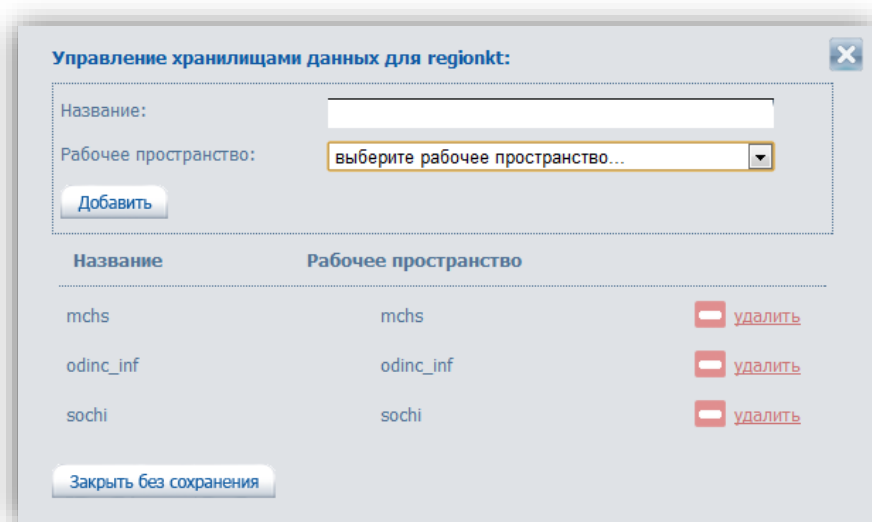 Управление хранилищами данных для regionkt:
Название:
Рабочее пространство: выберите рабочее пространство...
Добавить
Название Рабочее пространство
mchs mchs удалить
odinc_inf odinc_inf удалить
sochi sochi удалить
Закрыть без сохранения